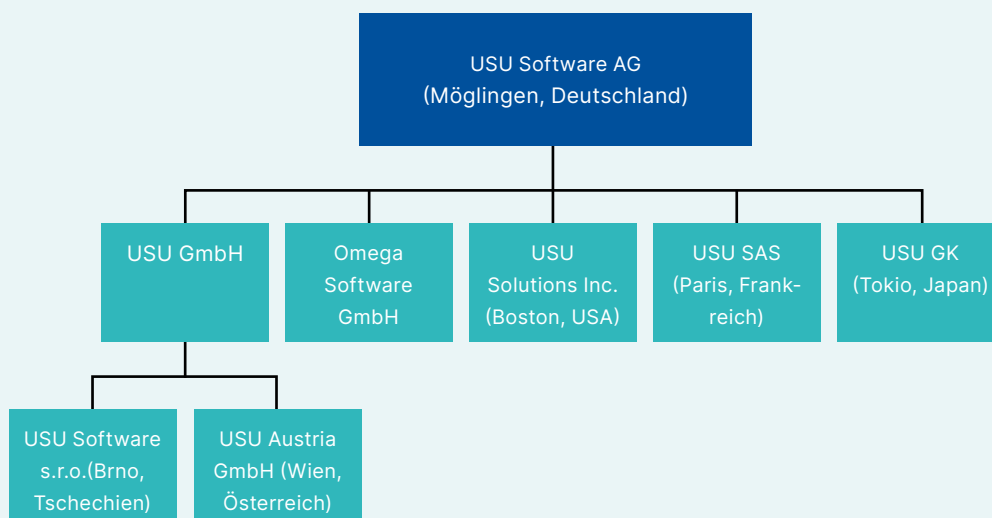 USU Software AG
(Möglingen, Deutschland)
USU GmbH
Omega
Software
GmbH
USU
Solutions Inc.
(Boston, USA)
USU SAS
(Paris, Frank-
reich)
USU GK
(Tokio, Japan)
USU Software
s.r.o.(Brno,
Tschechien)
USU Austria
GmbH (Wien,
Österreich)